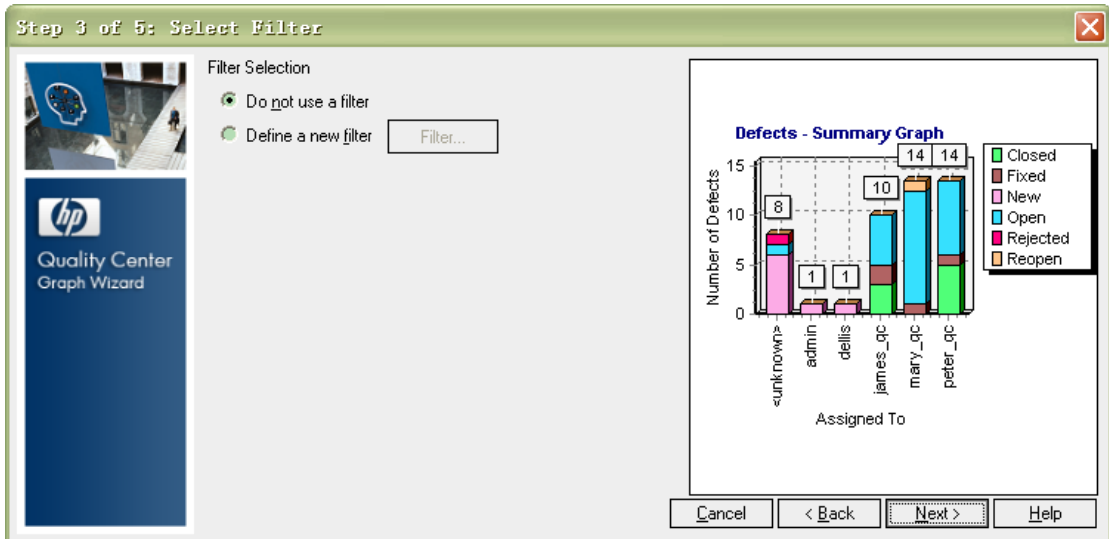 Step 3 of 5: Select Filter
Filter Selection
Do not use a filter
Define a new filter
Filter...
hp
Quality Center
Graph Wizard
Defects - Summary Graph
Number of Defects
15
10
5
0
8
1
1
10
14
14
<unknown>
admin
dellis
james_qc
mary_qc
peter_qc
Assigned To
Closed
Fixed
New
Open
Rejected
Reopen
Cancel
< Back
Next >
Help